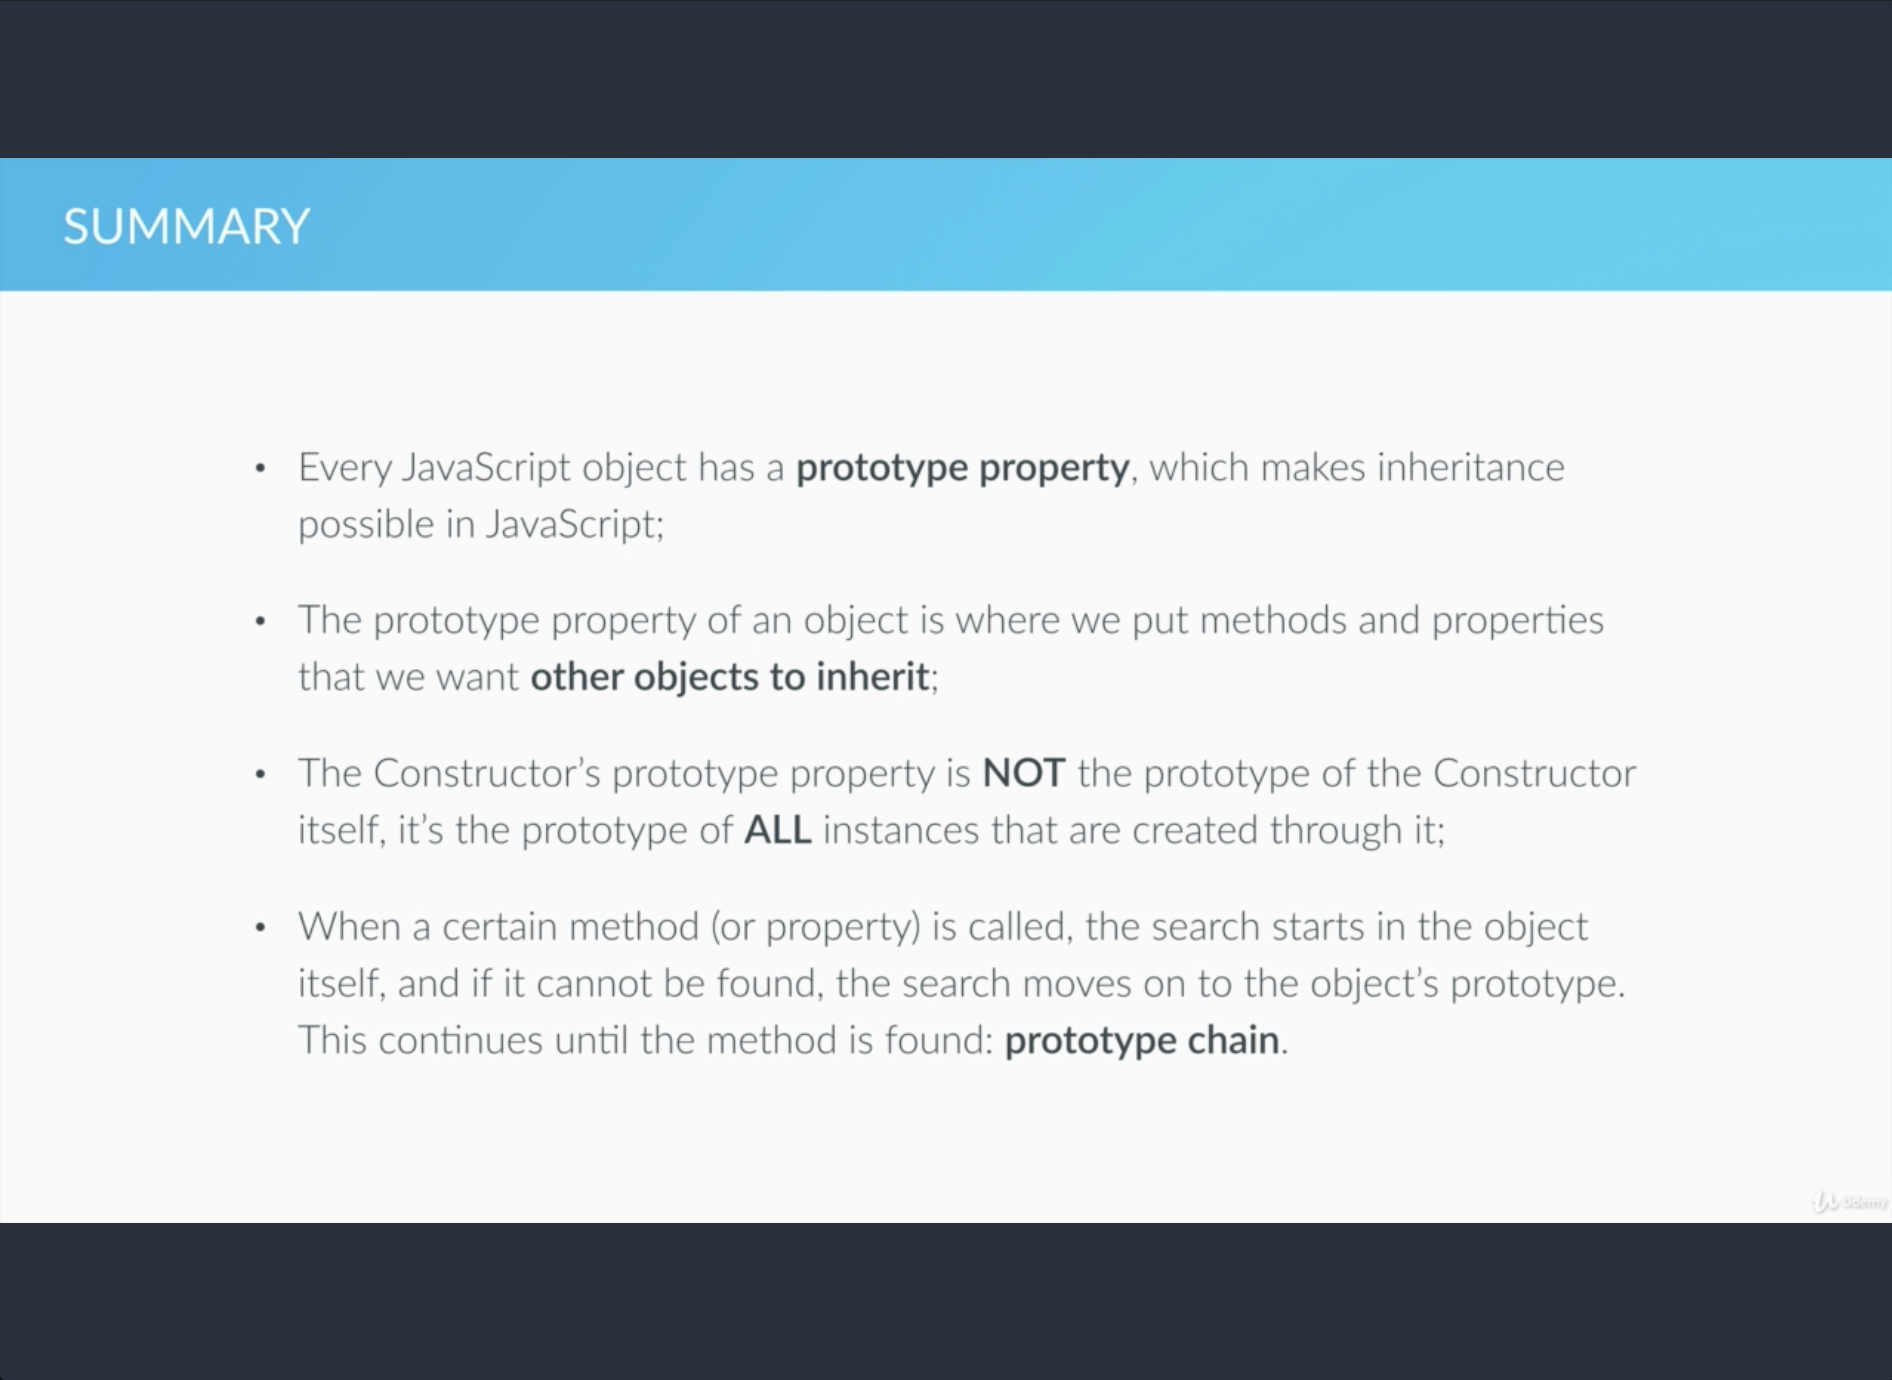 SUMMARY
• Every JavaScript object has a prototype property, which makes inheritance
possible in JavaScript;
• The prototype property of an object is where we put methods and properties
that we want other objects to inherit;
• The Constructor’s prototype property is NOT the prototype of the Constructor
itself, it’s the prototype of ALL instances that are created through it;
• When a certain method (or property) is called, the search starts in the object
itself, and if it cannot be found, the search moves on to the object’s prototype.
This continues until the method is found: prototype chain.
Udemy